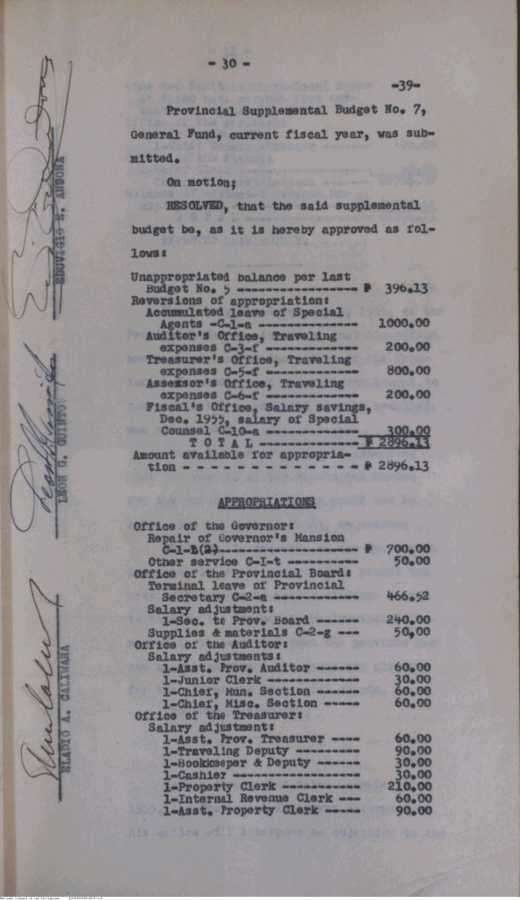 - 30 -
-39-
Provincial Supplemental Budget No. 7,
General Fund, current fiscal year, was sub-
mitted.
On motion;
RESOLVED, that the said supplemental
budget be, as it is hereby approved as fol-
lows:
Unappropriated balance per last
Budget No. 5 ------------------ ₱ 396.13
Reversions of appropriation:
Accumulated leave of Special
Agents -C-1-a --------------- 1000.00
Auditor's Office, Traveling
expenses C-3-f -------------- 200.00
Treasurer's Office, Traveling
expenses C-5-f -------------- 800.00
Assessor's Office, Traveling
expenses C-6-f -------------- 200.00
Fiscal's Office, Salary savings,
Dec. 1955, salary of Special
Counsel C-10-a -------------- 300.00
T O T A L --------------- ₱ 2896.13
Amount available for appropria-
tion - - - - - - - - - - - - - ₱ 2896.13
APPROPRIATIONS
Office of the Governor:
Repair of Governor's Mansion
C-1-B(2)--------------------- ₱ 700.00
Other service C-I-t ----------- 50.00
Office of the Provincial Board:
Terminal leave of Provincial
Secretary C-2-a ------------- 466.52
Salary adjustment:
1-Sec. to Prov. Board ------- 240.00
Supplies & materials C-2-g --- 50,00
Office of the Auditor:
Salary adjustments:
1-Asst. Prov. Auditor ------ 60.00
1-Junior Clerk ------------- 30.00
1-Chief, Mun. Section ------ 60.00
1-Chief, Misc. Section ----- 60.00
Office of the Treasurer:
Salary adjustment:
1-Asst. Prov. Treasurer ---- 60.00
1-Traveling Deputy --------- 90.00
1-Bookkeeper & Deputy ------ 30.00
1-Cashier ------------------ 30.00
1-Property Clerk ----------- 210.00
1-Internal Revenue Clerk --- 60.00
1-Asst. Property Clerk ----- 90.00
LEON G. GUINTO
ELADIO A. CALIWARA